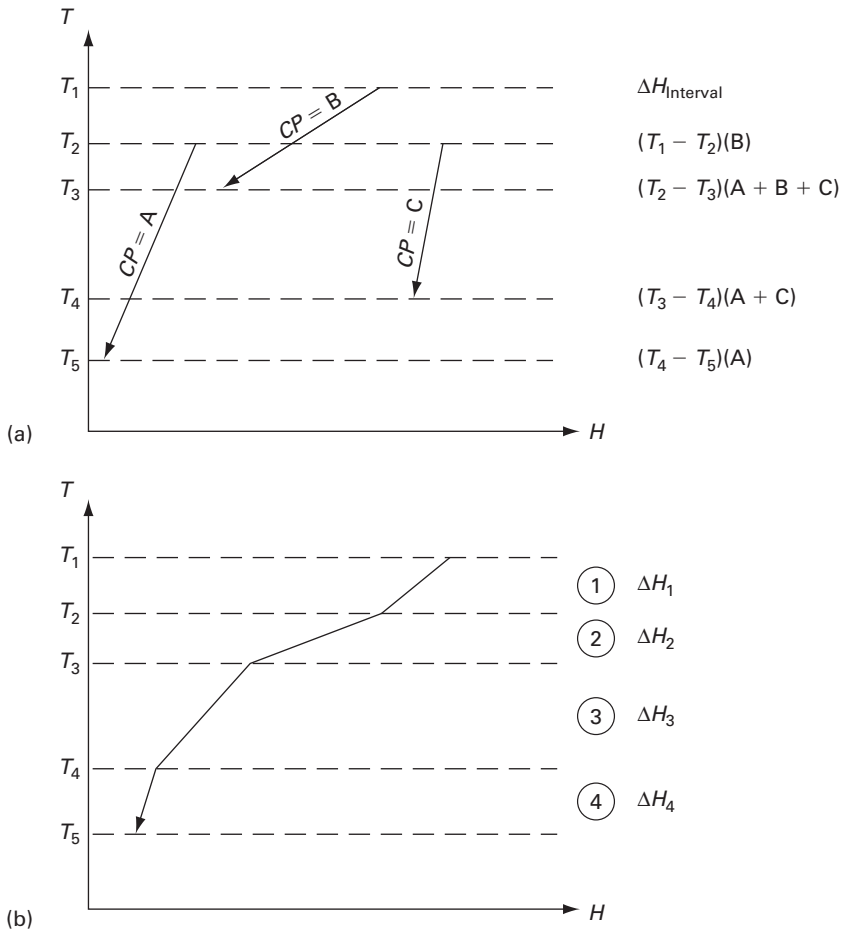 T
T₁ ΔH_Interval
CP = B
T₂ (T₁ − T₂)(B)
T₃ (T₂ − T₃)(A + B + C)
CP = A
CP = C
T₄ (T₃ − T₄)(A + C)
T₅ (T₄ − T₅)(A)
(a) H
T
T₁
1 ΔH₁
T₂
2 ΔH₂
T₃
3 ΔH₃
T₄
4 ΔH₄
T₅
(b) H